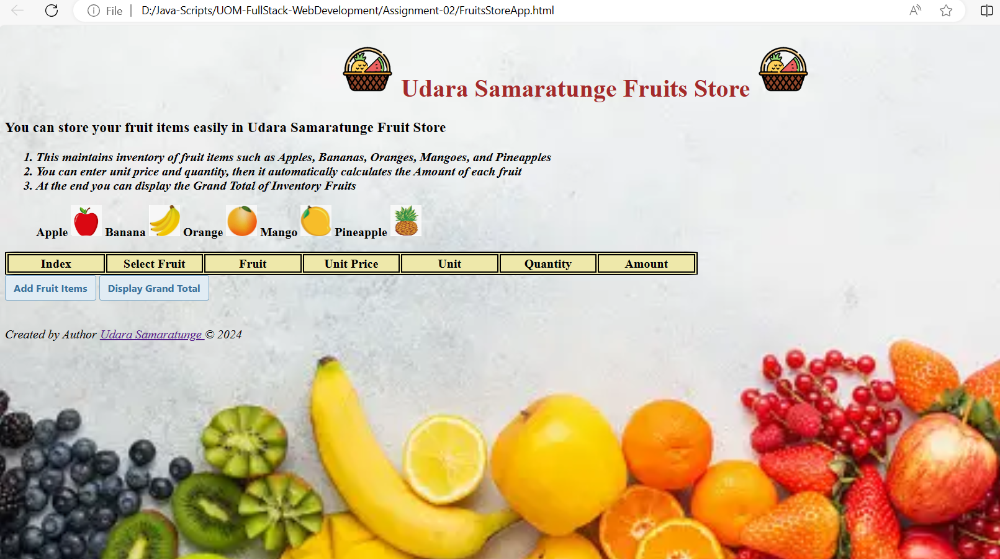 File | D:/Java-Scripts/UOM-FullStack-WebDevelopment/Assignment-02/FruitsStoreApp.html
Udara Samaratunge Fruits Store
You can store your fruit items easily in Udara Samaratunge Fruit Store
1. This maintains inventory of fruit items such as Apples, Bananas, Oranges, Mangoes, and Pineapples
2. You can enter unit price and quantity, then it automatically calculates the Amount of each fruit
3. At the end you can display the Grand Total of Inventory Fruits
Apple Banana Orange Mango Pineapple
Index Select Fruit Fruit Unit Price Unit Quantity Amount
Add Fruit Items Display Grand Total
Created by Author Udara Samaratunge © 2024